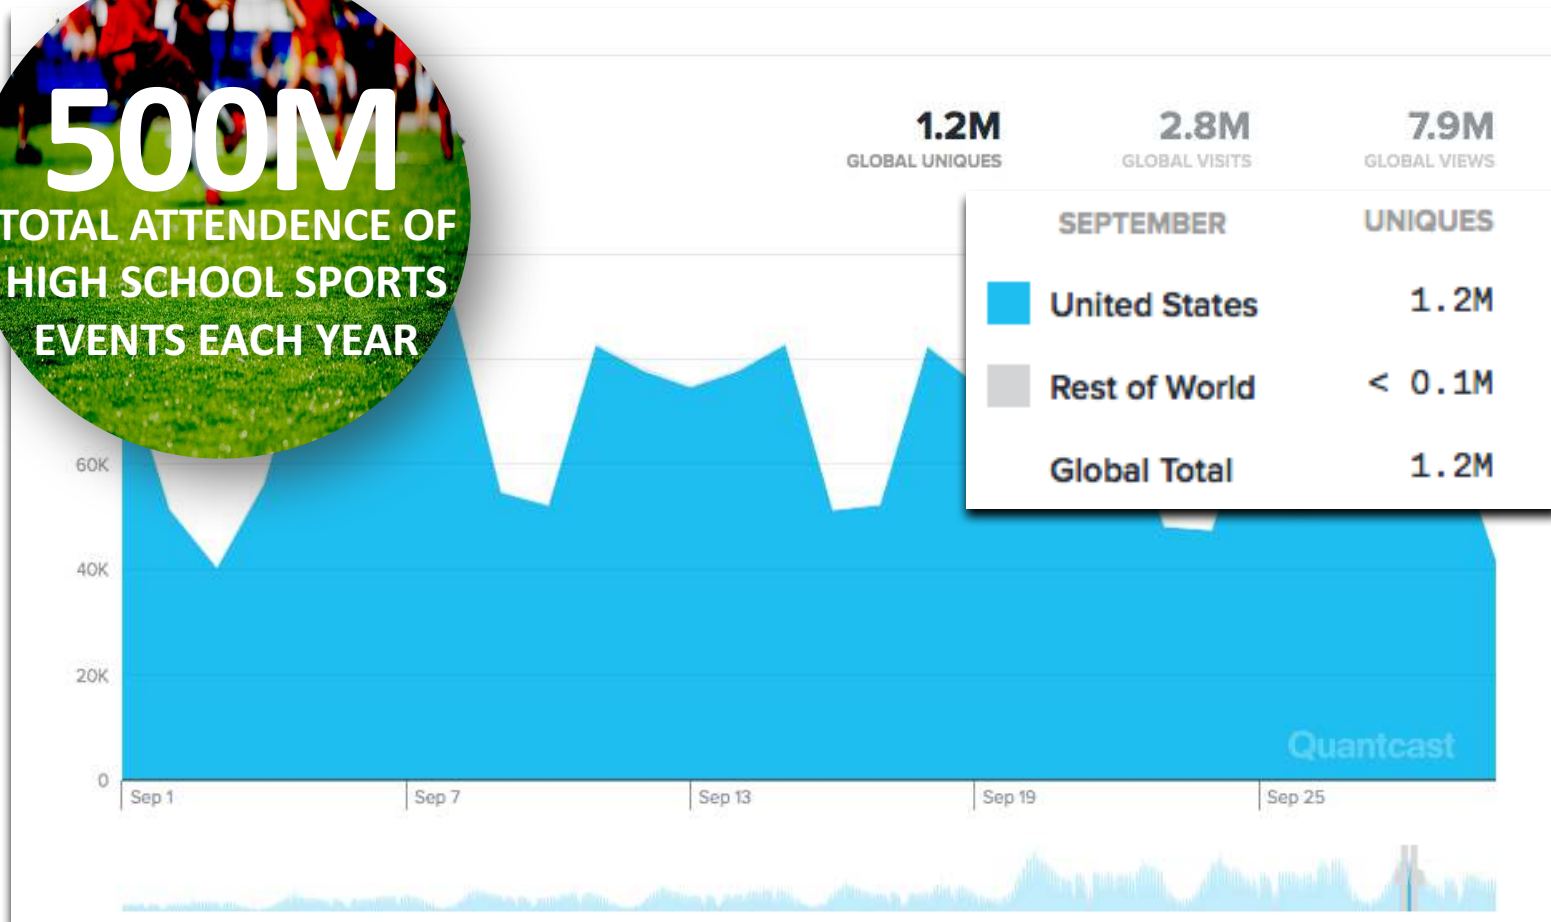 500M
TOTAL ATTENDENCE OF
HIGH SCHOOL SPORTS
EVENTS EACH YEAR
1.2M
GLOBAL UNIQUES
2.8M
GLOBAL VISITS
7.9M
GLOBAL VIEWS
SEPTEMBER UNIQUES
United States 1.2M
Rest of World < 0.1M
Global Total 1.2M
60K
40K
20K
0
Quantcast
Sep 1 Sep 7 Sep 13 Sep 19 Sep 25